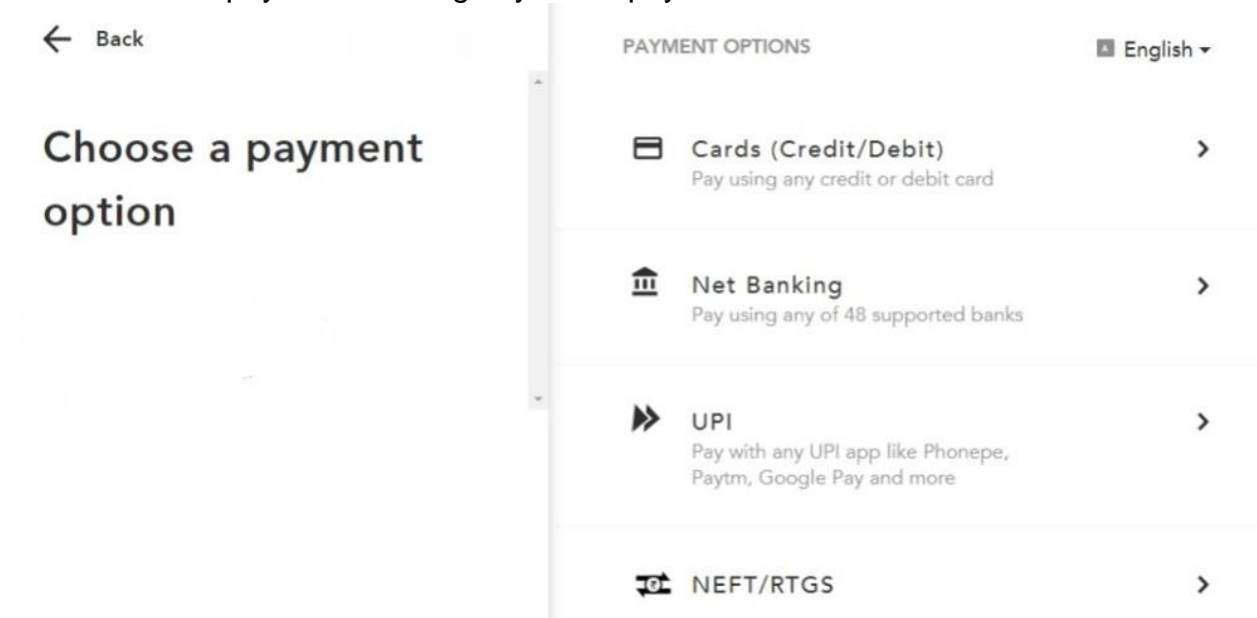 ← Back
Choose a payment
option
PAYMENT OPTIONS
English
Cards (Credit/Debit)
Pay using any credit or debit card
Net Banking
Pay using any of 48 supported banks
UPI
Pay with any UPI app like Phonepe,
Paytm, Google Pay and more
NEFT/RTGS